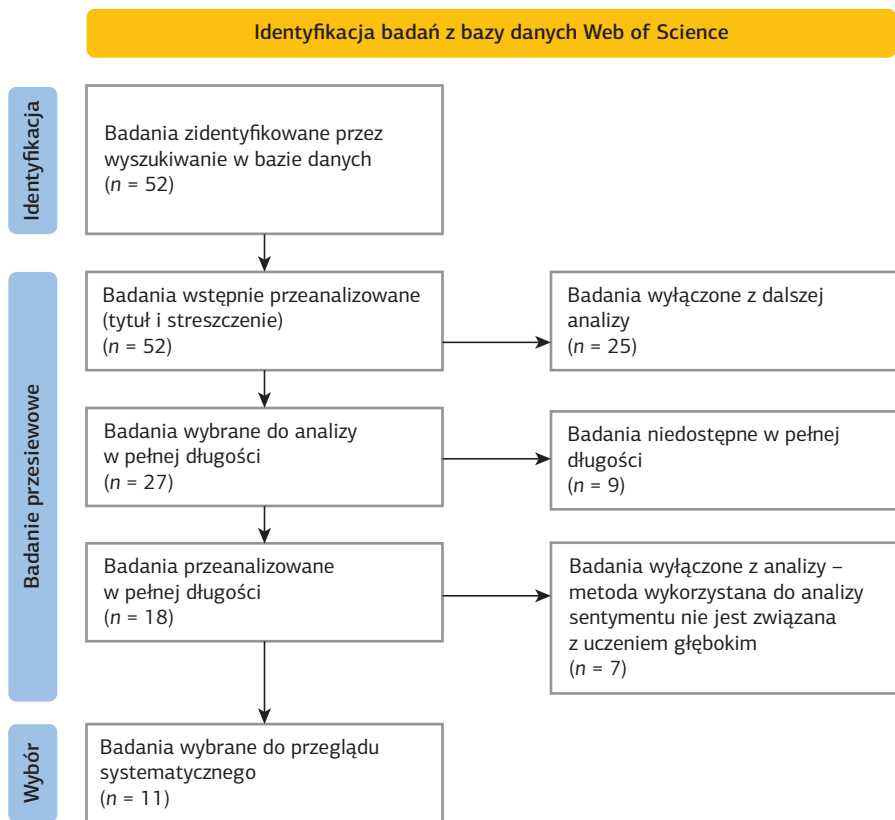 Identyfikacja badań z bazy danych Web of Science
Identyfikacja
Badania zidentyfikowane przez
wyszukiwanie w bazie danych
(n = 52)
Badanie przesiewowe
Badania wstępnie przeanalizowane
(tytuł i streszczenie)
(n = 52)
Badania wyłączone z dalszej
analizy
(n = 25)
Badania wybrane do analizy
w pełnej długości
(n = 27)
Badania niedostępne w pełnej
długości
(n = 9)
Badania przeanalizowane
w pełnej długości
(n = 18)
Badania wyłączone z analizy –
metoda wykorzystana do analizy
sentymentu nie jest związana
z uczeniem głębokim
(n = 7)
Wybór
Badania wybrane do przeglądu
systematycznego
(n = 11)